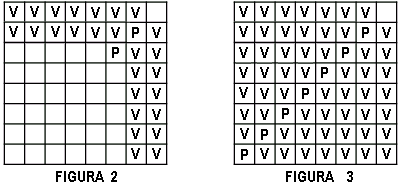 V V V V V V V
V V V V V V P V
P V V
V V
V V
V V
V V
V V
FIGURA 2
V V V V V V V
V V V V V V P V
V V V V V P V V
V V V V P V V V
V V V P V V V V
V V P V V V V V
V P V V V V V V
P V V V V V V V
FIGURA 3